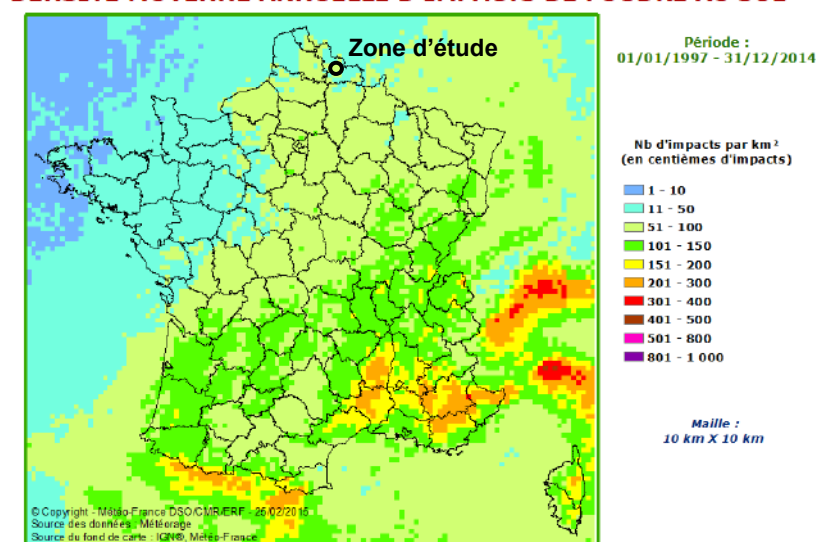 Zone d’étude
Période :
01/01/1997 - 31/12/2014
Nb d'impacts par km²
(en centièmes d'impacts)
1 - 10
11 - 50
51 - 100
101 - 150
151 - 200
201 - 300
301 - 400
401 - 500
501 - 800
801 - 1 000
Maille :
10 km X 10 km
© Copyright - Météo-France DSO/CMR/ERF - 25/02/2015
Source des données : Météorage
Source du fond de carte : IGN®, Météo-France